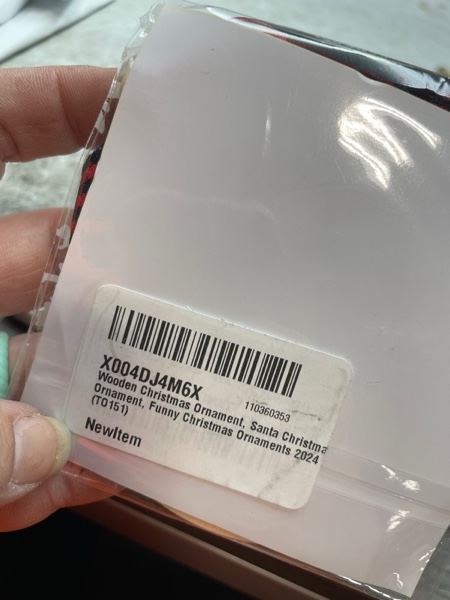 X004DJ4M6X
110360353
Wooden Christmas Ornament, Santa Christma
Ornament, Funny Christmas Ornaments 2024
(TO151)
NewItem